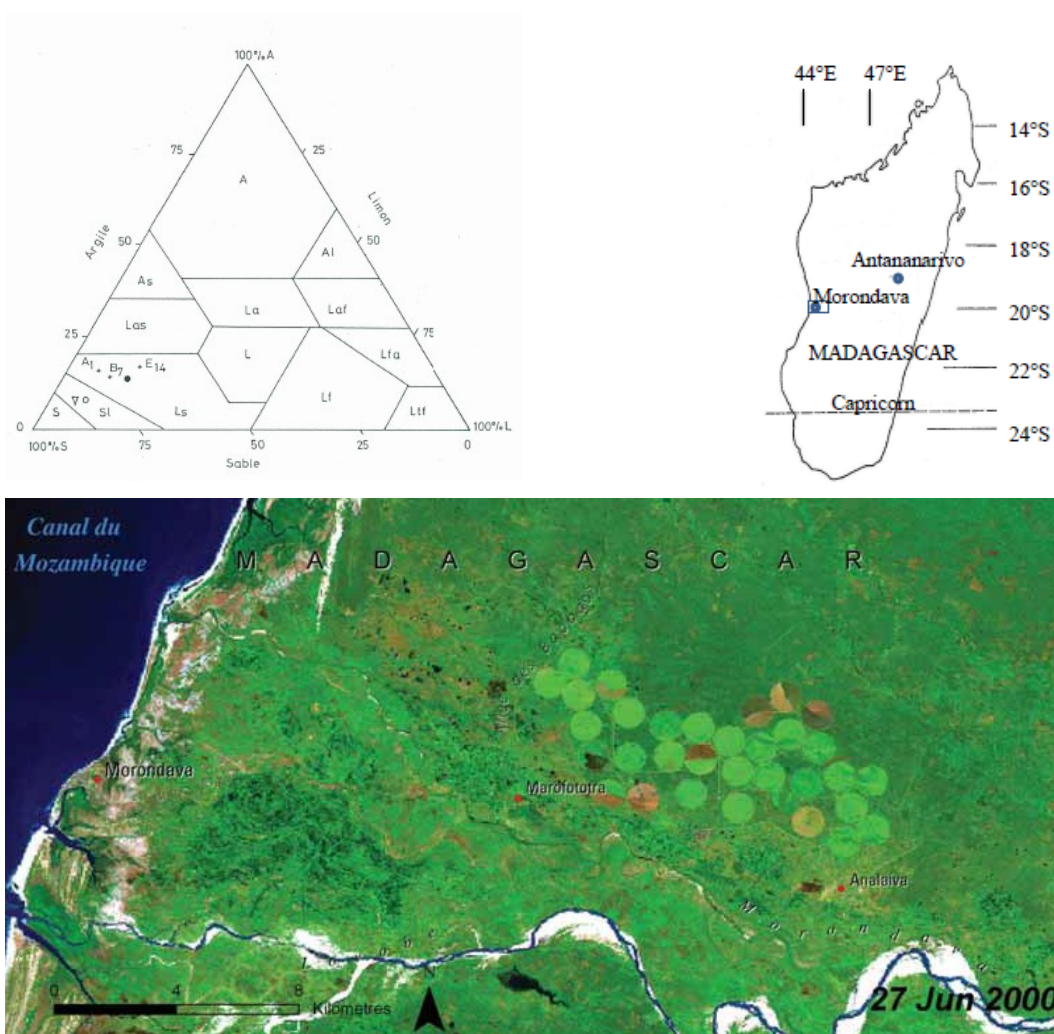 100%A
75
25
A
Argile
Limon
50
50
Al
As
La
Laf
Las
75
25
L
Lfa
A1
B7
E14
Lf
S
Sl
Ls
Ltf
0
100%L
100%S
75
50
25
0
Sable
44°E 47°E
14°S
16°S
18°S
Antananarivo
Morondava
20°S
MADAGASCAR
22°S
Capricorn
24°S
Canal du
Mozambique
MADAGASCAR
Morondava
Marofototra
Analaiva
Morondava
N
0 4 8
Kilometres
27 Jun 2000